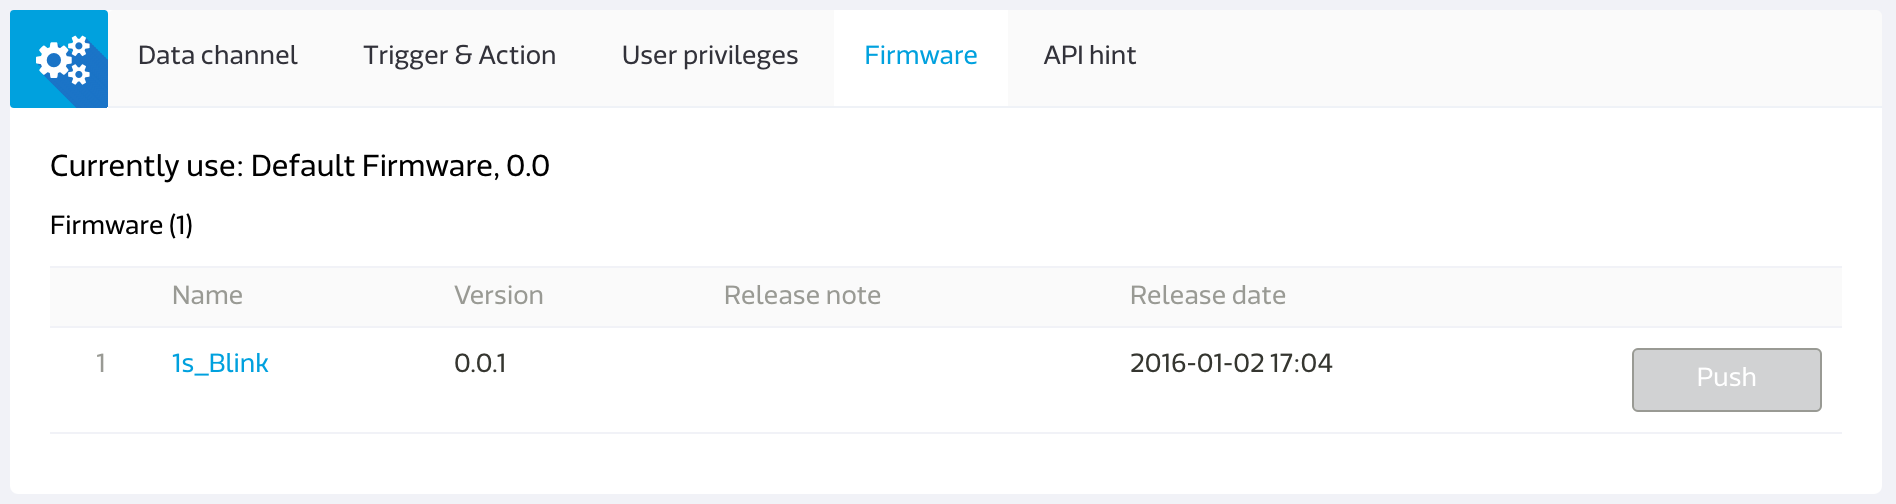 Data channel Trigger & Action User privileges Firmware API hint
Currently use: Default Firmware, 0.0
Firmware (1)
Name Version Release note Release date
1 1s_Blink 0.0.1 2016-01-02 17:04 Push